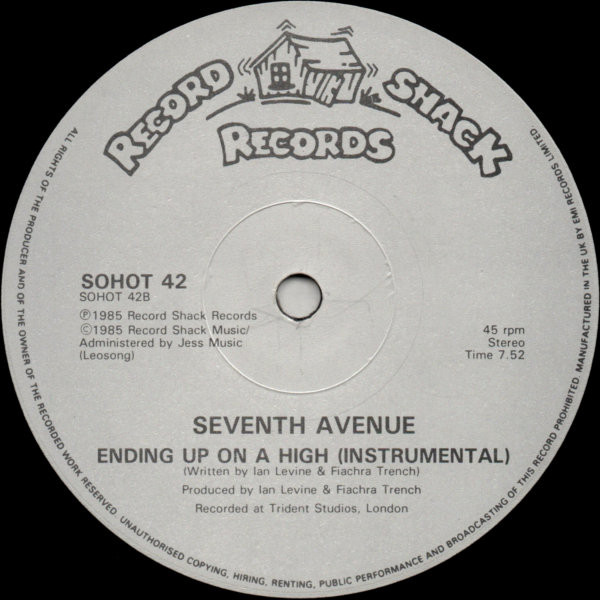 RECORD SHACK
RECORDS
SOHOT 42
SOHOT 42B
℗1985 Record Shack Records
©1985 Record Shack Music/
Administered by Jess Music
(Leosong)
45 rpm
Stereo
Time 7.52
SEVENTH AVENUE
ENDING UP ON A HIGH (INSTRUMENTAL)
(Written by Ian Levine & Fiachra Trench)
Produced by Ian Levine & Fiachra Trench
Recorded at Trident Studios, London
ALL RIGHTS OF THE PRODUCER AND OF THE OWNER OF THE RECORDED WORK RESERVED. UNAUTHORISED COPYING, HIRING, RENTING, PUBLIC PERFORMANCE AND BROADCASTING OF THIS RECORD PROHIBITED. MANUFACTURED IN THE UK BY EMI RECORDS LIMITED.